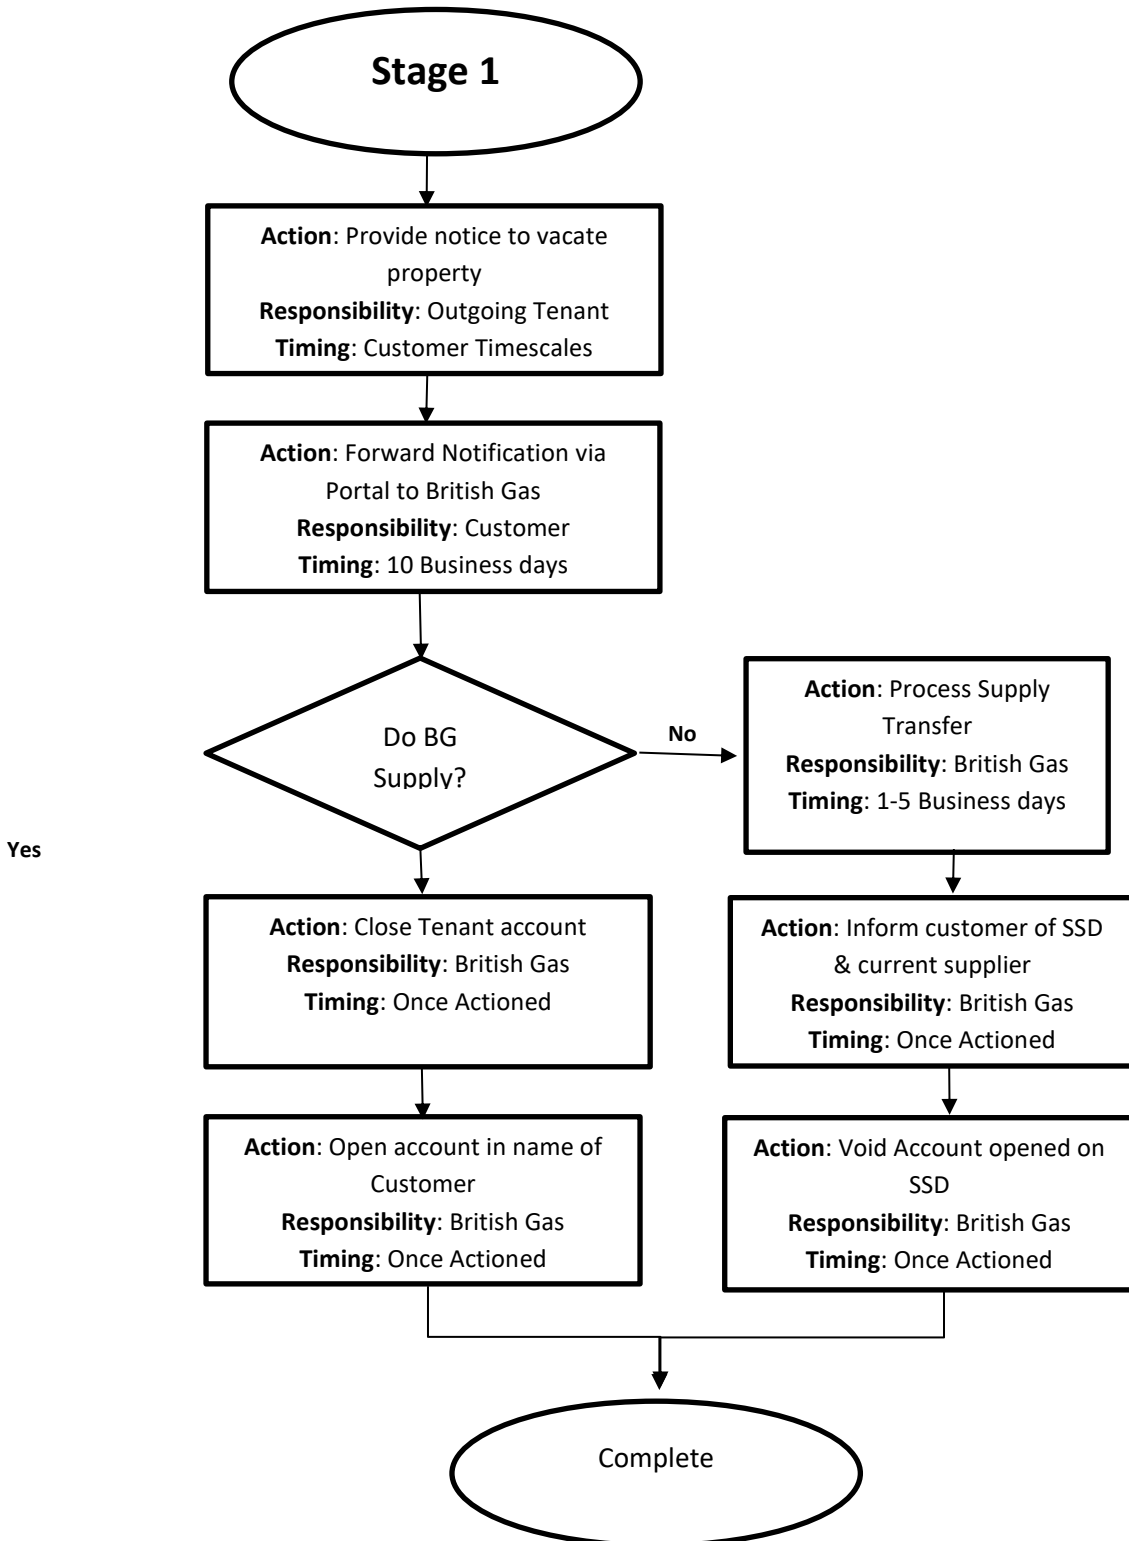 Stage 1
Action: Provide notice to vacate
property
Responsibility: Outgoing Tenant
Timing: Customer Timescales
Action: Forward Notification via
Portal to British Gas
Responsibility: Customer
Timing: 10 Business days
Do BG
Supply?
No
Action: Process Supply
Transfer
Responsibility: British Gas
Timing: 1-5 Business days
Yes
Action: Close Tenant account
Responsibility: British Gas
Timing: Once Actioned
Action: Inform customer of SSD
& current supplier
Responsibility: British Gas
Timing: Once Actioned
Action: Open account in name of
Customer
Responsibility: British Gas
Timing: Once Actioned
Action: Void Account opened on
SSD
Responsibility: British Gas
Timing: Once Actioned
Complete